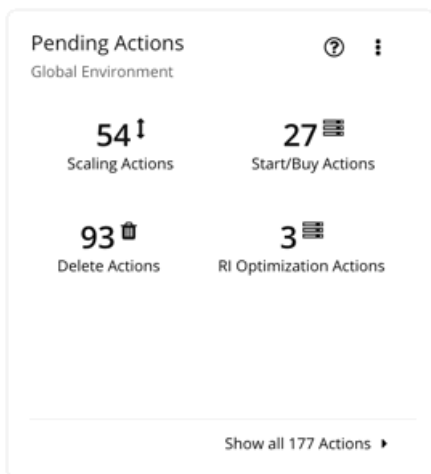 Pending Actions
Global Environment
54
Scaling Actions
27
Start/Buy Actions
93
Delete Actions
3
RI Optimization Actions
Show all 177 Actions